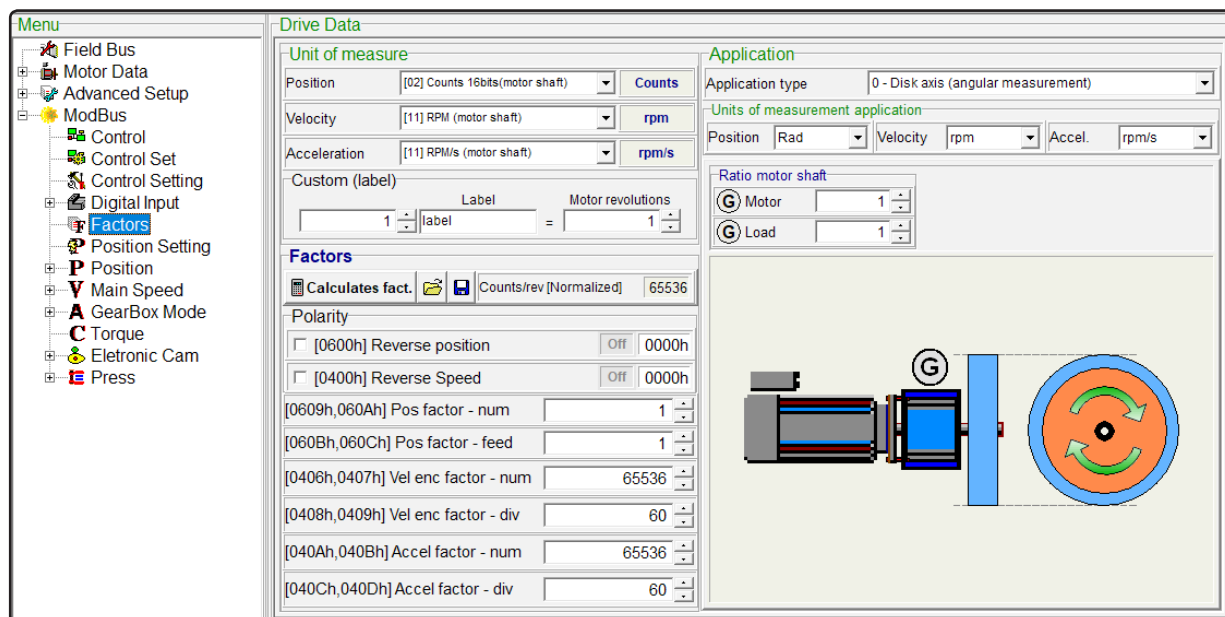 Menu
Field Bus
Motor Data
Advanced Setup
ModBus
Control
Control Set
Control Setting
Digital Input
Factors
Position Setting
P Position
V Main Speed
A GearBox Mode
C Torque
Eletronic Cam
Press
Drive Data
Unit of measure
Position [02] Counts 16bits(motor shaft) Counts
Velocity [11] RPM (motor shaft) rpm
Acceleration [11] RPM/s (motor shaft) rpm/s
Custom (label)
Label Motor revolutions
1 label = 1
Factors
Calculates fact. Counts/rev [Normalized] 65536
Polarity
[0600h] Reverse position Off 0000h
[0400h] Reverse Speed Off 0000h
[0609h,060Ah] Pos factor - num 1
[060Bh,060Ch] Pos factor - feed 1
[0406h,0407h] Vel enc factor - num 65536
[0408h,0409h] Vel enc factor - div 60
[040Ah,040Bh] Accel factor - num 65536
[040Ch,040Dh] Accel factor - div 60
Application
Application type 0 - Disk axis (angular measurement)
Units of measurement application
Position Rad Velocity rpm Accel. rpm/s
Ratio motor shaft
G Motor 1
G Load 1
G